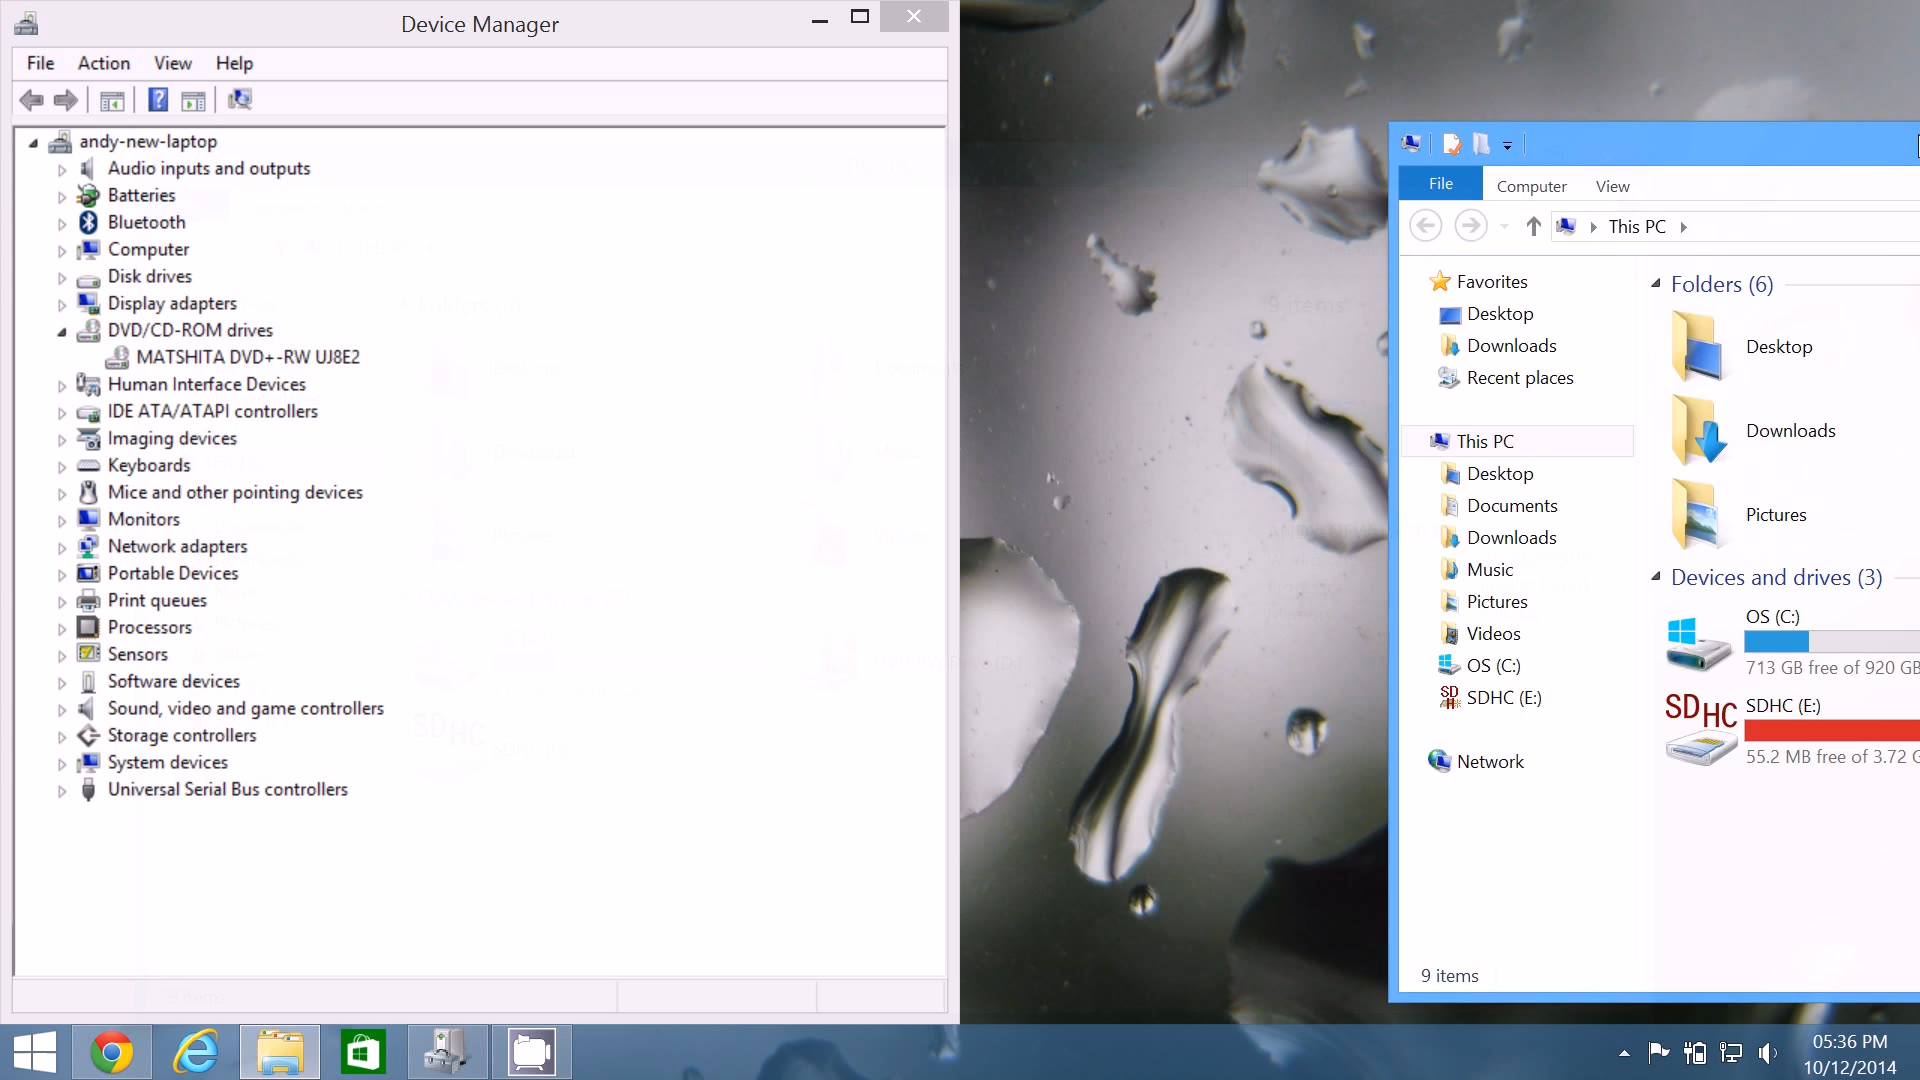 Device Manager
File Action View Help
andy-new-laptop
Audio inputs and outputs
Batteries
Bluetooth
Computer
Disk drives
Display adapters
DVD/CD-ROM drives
MATSHITA DVD+-RW UJ8E2
Human Interface Devices
IDE ATA/ATAPI controllers
Imaging devices
Keyboards
Mice and other pointing devices
Monitors
Network adapters
Portable Devices
Print queues
Processors
Sensors
Software devices
Sound, video and game controllers
Storage controllers
System devices
Universal Serial Bus controllers
File Computer View
This PC
Favorites
Desktop
Downloads
Recent places
This PC
Desktop
Documents
Downloads
Music
Pictures
Videos
OS (C:)
SDHC (E:)
Network
Folders (6)
Desktop
Downloads
Pictures
Devices and drives (3)
OS (C:)
713 GB free of 920 GB
SDHC
SDHC (E:)
55.2 MB free of 3.72 G
9 items
05:36 PM
10/12/2014